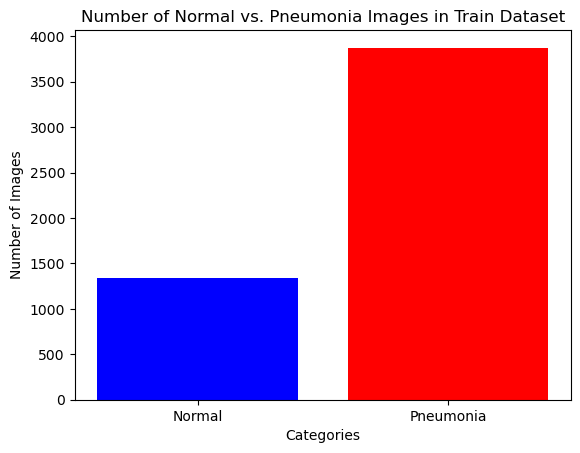 Number of Normal vs. Pneumonia Images in Train Dataset
4000
3500
3000
2500
2000
1500
1000
500
0
Number of Images
Normal Pneumonia
Categories